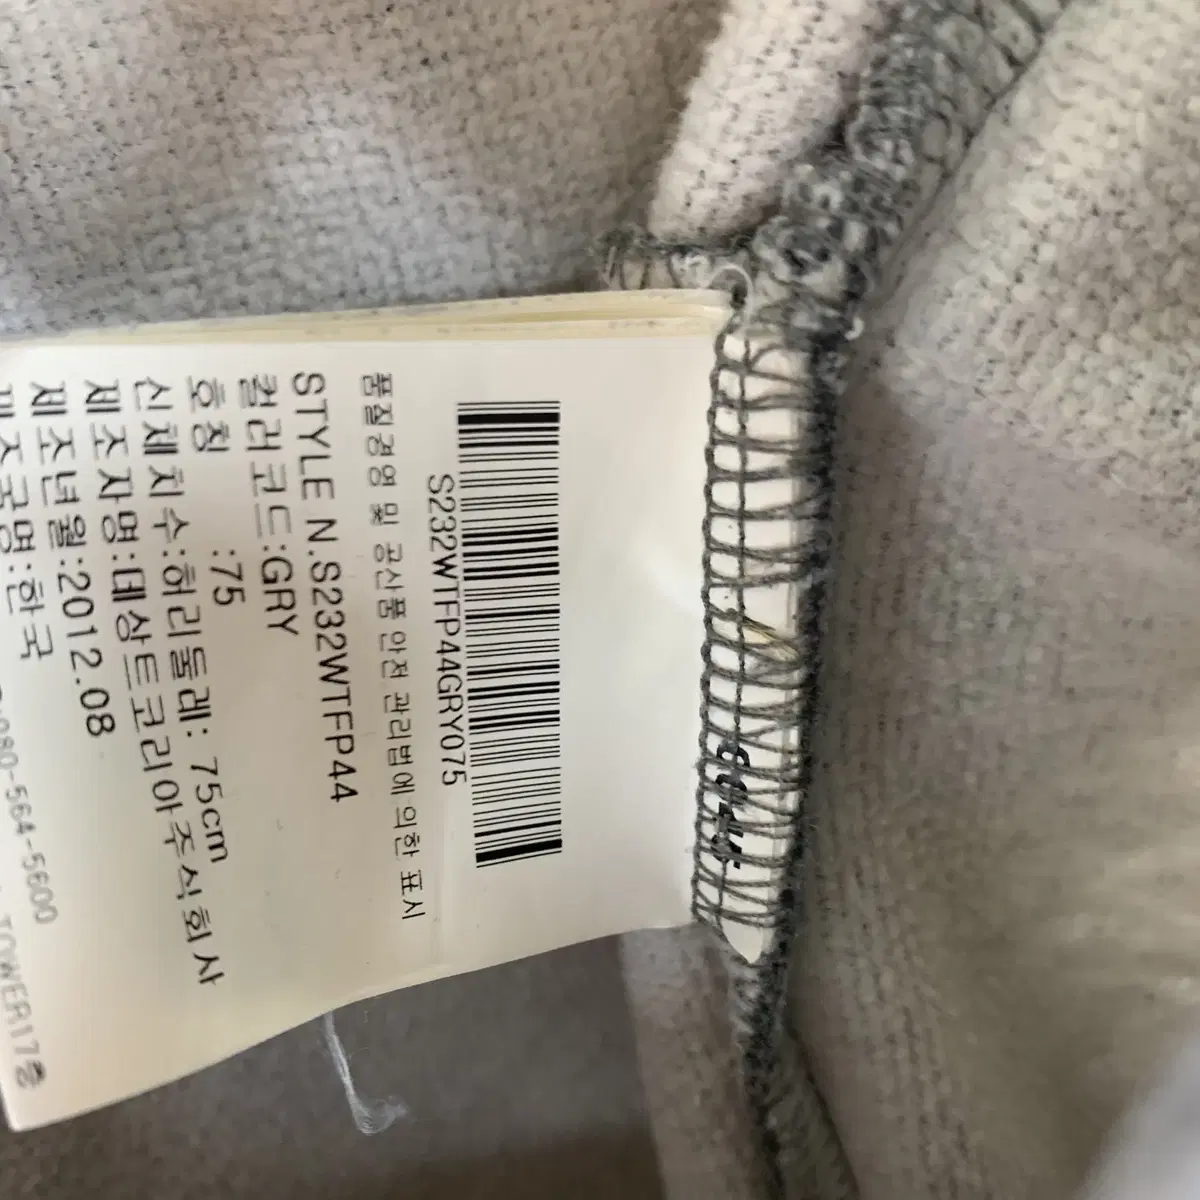 S232WTFP44GRY075
품질경영 및 공산품 안전 관리법에 의한 표시
STYLE N.S232WTFP44
컬러코드:GRY
호칭 :75
신체치수:허리둘레: 75cm
제조자명:데상트코리아주식회사
제조년월:2012.08
제조국명:한국
080-564-5600
TOWER17층